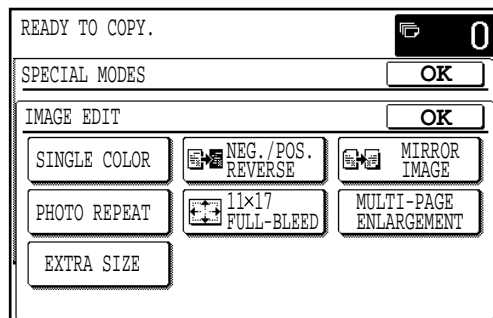 READY TO COPY.
0
SPECIAL MODES
OK
IMAGE EDIT
OK
SINGLE COLOR
NEG./POS.
REVERSE
MIRROR
IMAGE
PHOTO REPEAT
11×17
FULL-BLEED
MULTI-PAGE
ENLARGEMENT
EXTRA SIZE